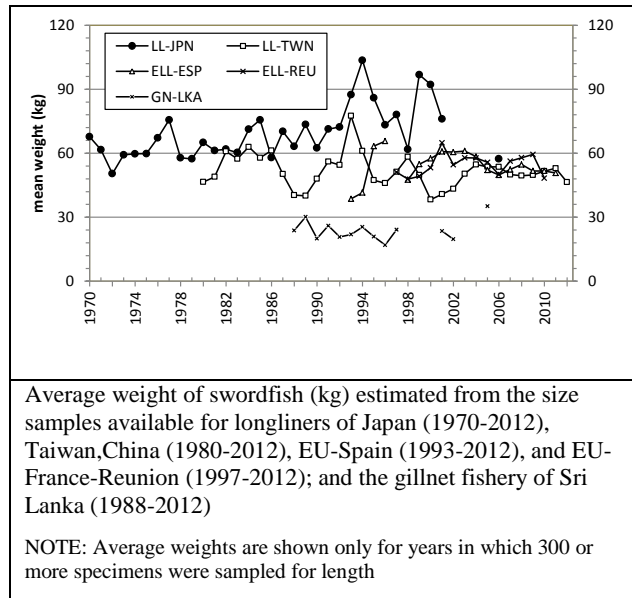 120
90
60
30
0
mean weight (kg)
LL-JPN LL-TWN
ELL-ESP ELL-REU
GN-LKA
120
90
60
30
0
1970
1974
1978
1982
1986
1990
1994
1998
2002
2006
2010
Average weight of swordfish (kg) estimated from the size
samples available for longliners of Japan (1970-2012),
Taiwan,China (1980-2012), EU-Spain (1993-2012), and EU-
France-Reunion (1997-2012); and the gillnet fishery of Sri
Lanka (1988-2012)
NOTE: Average weights are shown only for years in which 300 or
more specimens were sampled for length